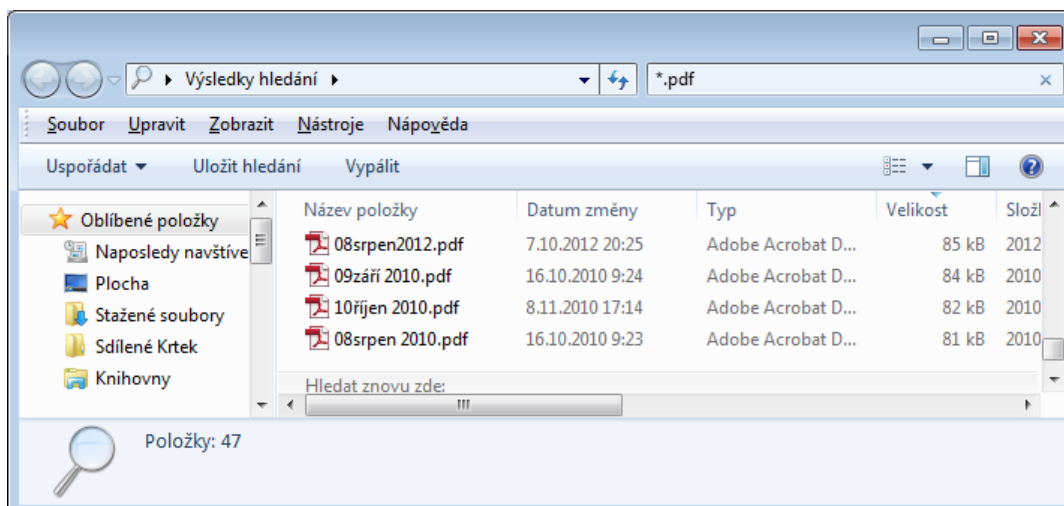 Výsledky hledání
*.pdf
Soubor Upravit Zobrazit Nástroje Nápověda
Uspořádat Uložit hledání Vypálit
Oblíbené položky
Naposledy navštíve
Plocha
Stažené soubory
Sdílené Krtek
Knihovny
Název položky Datum změny Typ Velikost Složl
08srpen2012.pdf 7.10.2012 20:25 Adobe Acrobat D... 85 kB 2012
09září 2010.pdf 16.10.2010 9:24 Adobe Acrobat D... 84 kB 2010
10říjen 2010.pdf 8.11.2010 17:14 Adobe Acrobat D... 82 kB 2010
08srpen 2010.pdf 16.10.2010 9:23 Adobe Acrobat D... 81 kB 2010
Hledat znovu zde:
Položky: 47